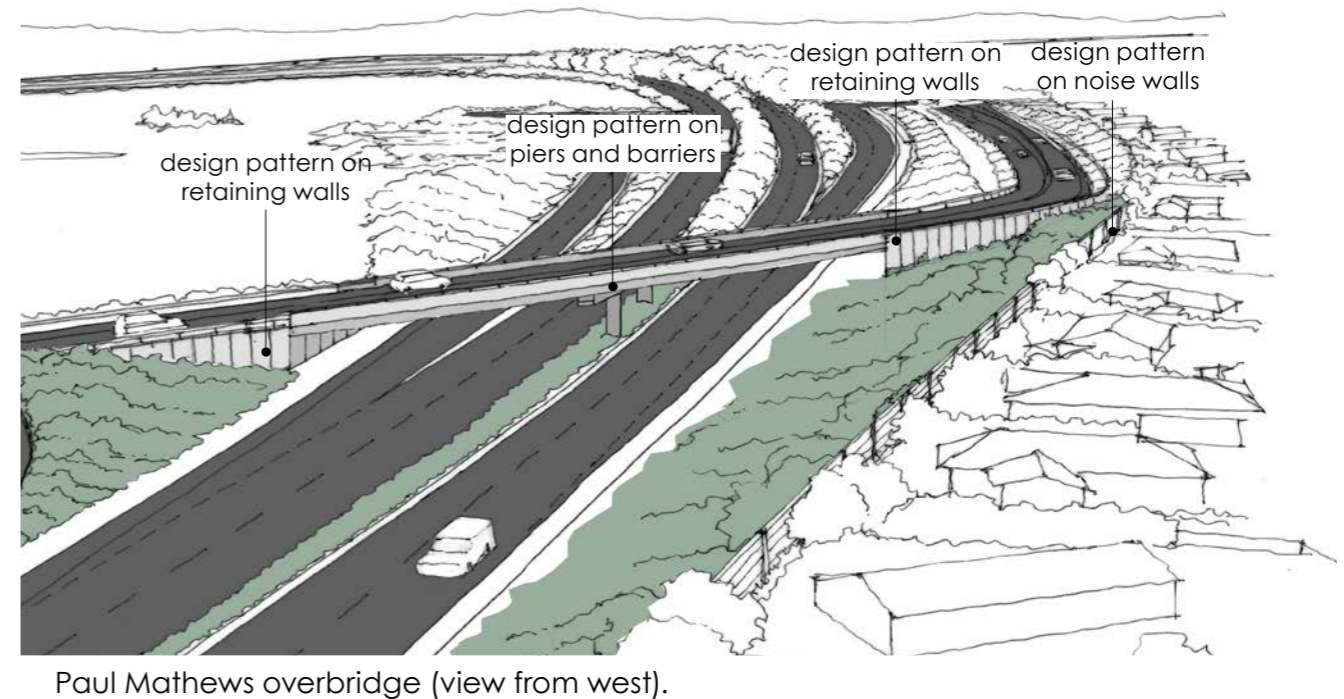 design pattern on
retaining walls
design pattern
on noise walls
design pattern on
piers and barriers
design pattern on
retaining walls
Paul Mathews overbridge (view from west).